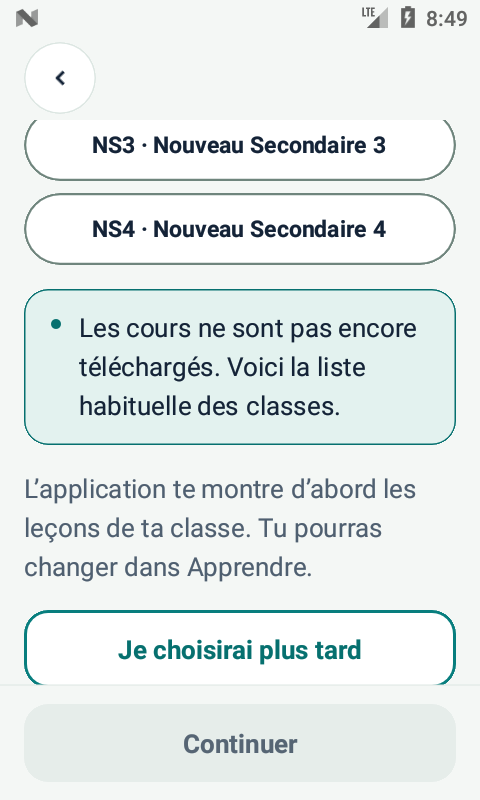 LTE
8:49
NS3 · Nouveau Secondaire 3
NS4 · Nouveau Secondaire 4
Les cours ne sont pas encore
téléchargés. Voici la liste
habituelle des classes.
L’application te montre d’abord les
leçons de ta classe. Tu pourras
changer dans Apprendre.
Je choisirai plus tard
Continuer